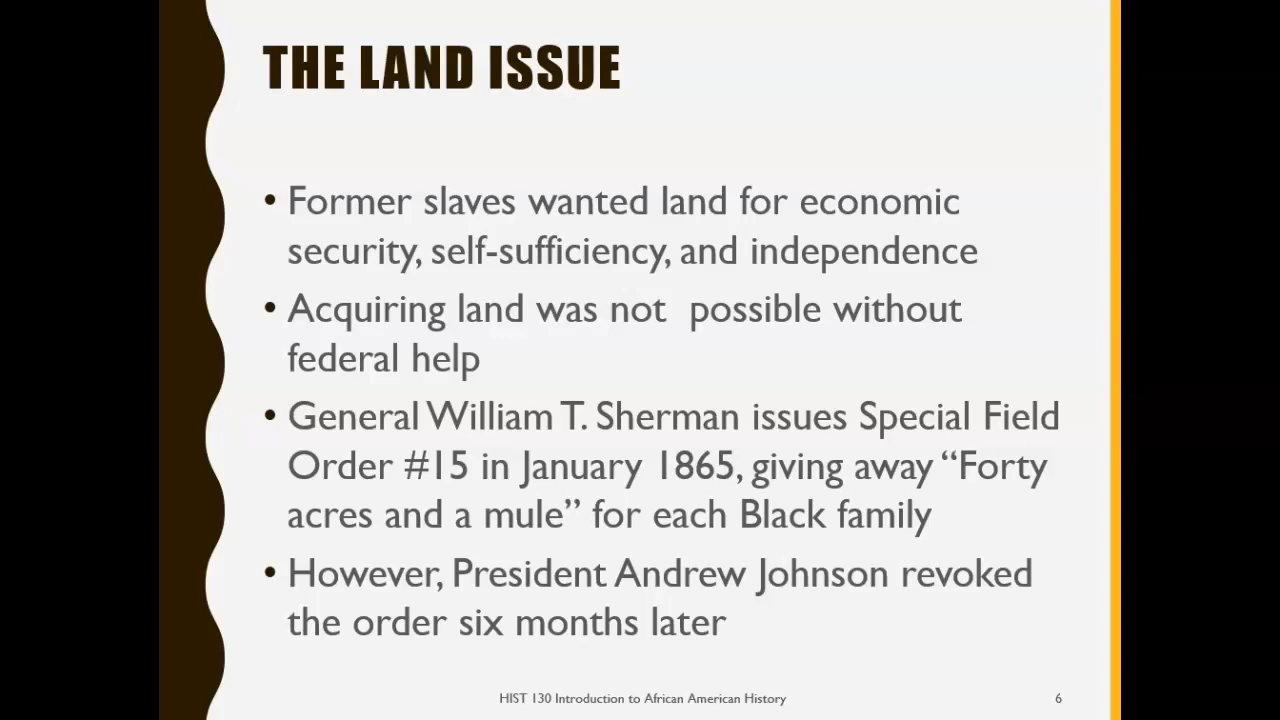 THE LAND ISSUE
• Former slaves wanted land for economic
security, self-sufficiency, and independence
• Acquiring land was not  possible without
federal help
• General William T. Sherman issues Special Field
Order #15 in January 1865, giving away “Forty
acres and a mule” for each Black family
• However, President Andrew Johnson revoked
the order six months later
HIST 130 Introduction to African American History
6